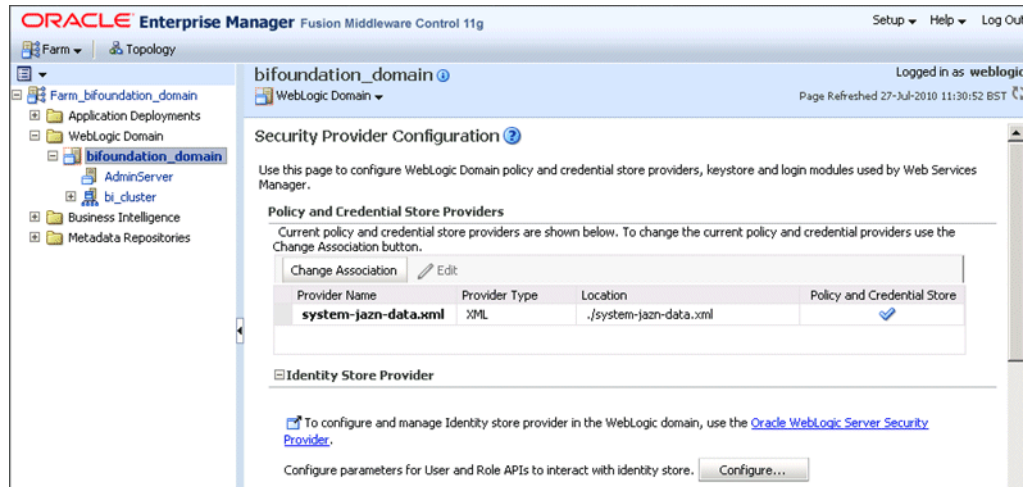 ORACLE Enterprise Manager Fusion Middleware Control 11g
Setup Help Log Out
Farm Topology
Farm_bifoundation_domain
Application Deployments
WebLogic Domain
bifoundation_domain
AdminServer
bi_cluster
Business Intelligence
Metadata Repositories
bifoundation_domain
Logged in as weblogic
WebLogic Domain
Page Refreshed 27-Jul-2010 11:30:52 BST
Security Provider Configuration
Use this page to configure WebLogic Domain policy and credential store providers, keystore and login modules used by Web Services
Manager.
Policy and Credential Store Providers
Current policy and credential store providers are shown below. To change the current policy and credential providers use the
Change Association button.
Change Association Edit
Provider Name Provider Type Location Policy and Credential Store
system-jazn-data.xml XML ./system-jazn-data.xml
Identity Store Provider
To configure and manage Identity store provider in the WebLogic domain, use the Oracle WebLogic Server Security
Provider.
Configure parameters for User and Role APIs to interact with identity store. Configure...